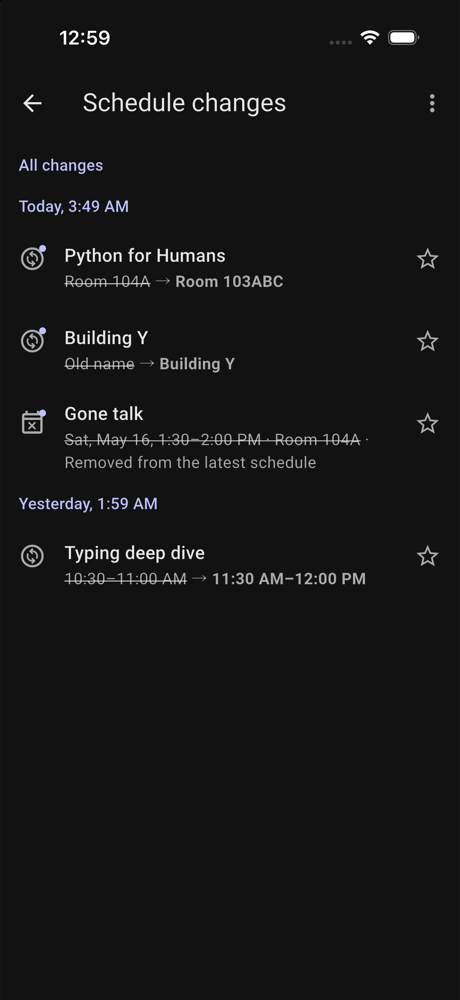 12:59
Schedule changes
All changes
Today, 3:49 AM
Python for Humans
Room 104A → Room 103ABC
Building Y
Old name → Building Y
Gone talk
Sat, May 16, 1:30–2:00 PM · Room 104A ·
Removed from the latest schedule
Yesterday, 1:59 AM
Typing deep dive
10:30–11:00 AM → 11:30 AM–12:00 PM